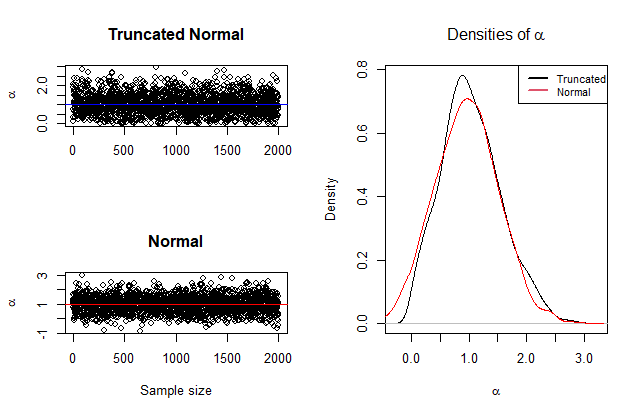 Truncated Normal
α
0.0 2.0
0 500 1000 1500 2000
Normal
α
-1 1 3
0 500 1000 1500 2000
Sample size
Densities of α
Density
0.0 0.2 0.4 0.6 0.8
Truncated
Normal
0.0 1.0 2.0 3.0
α